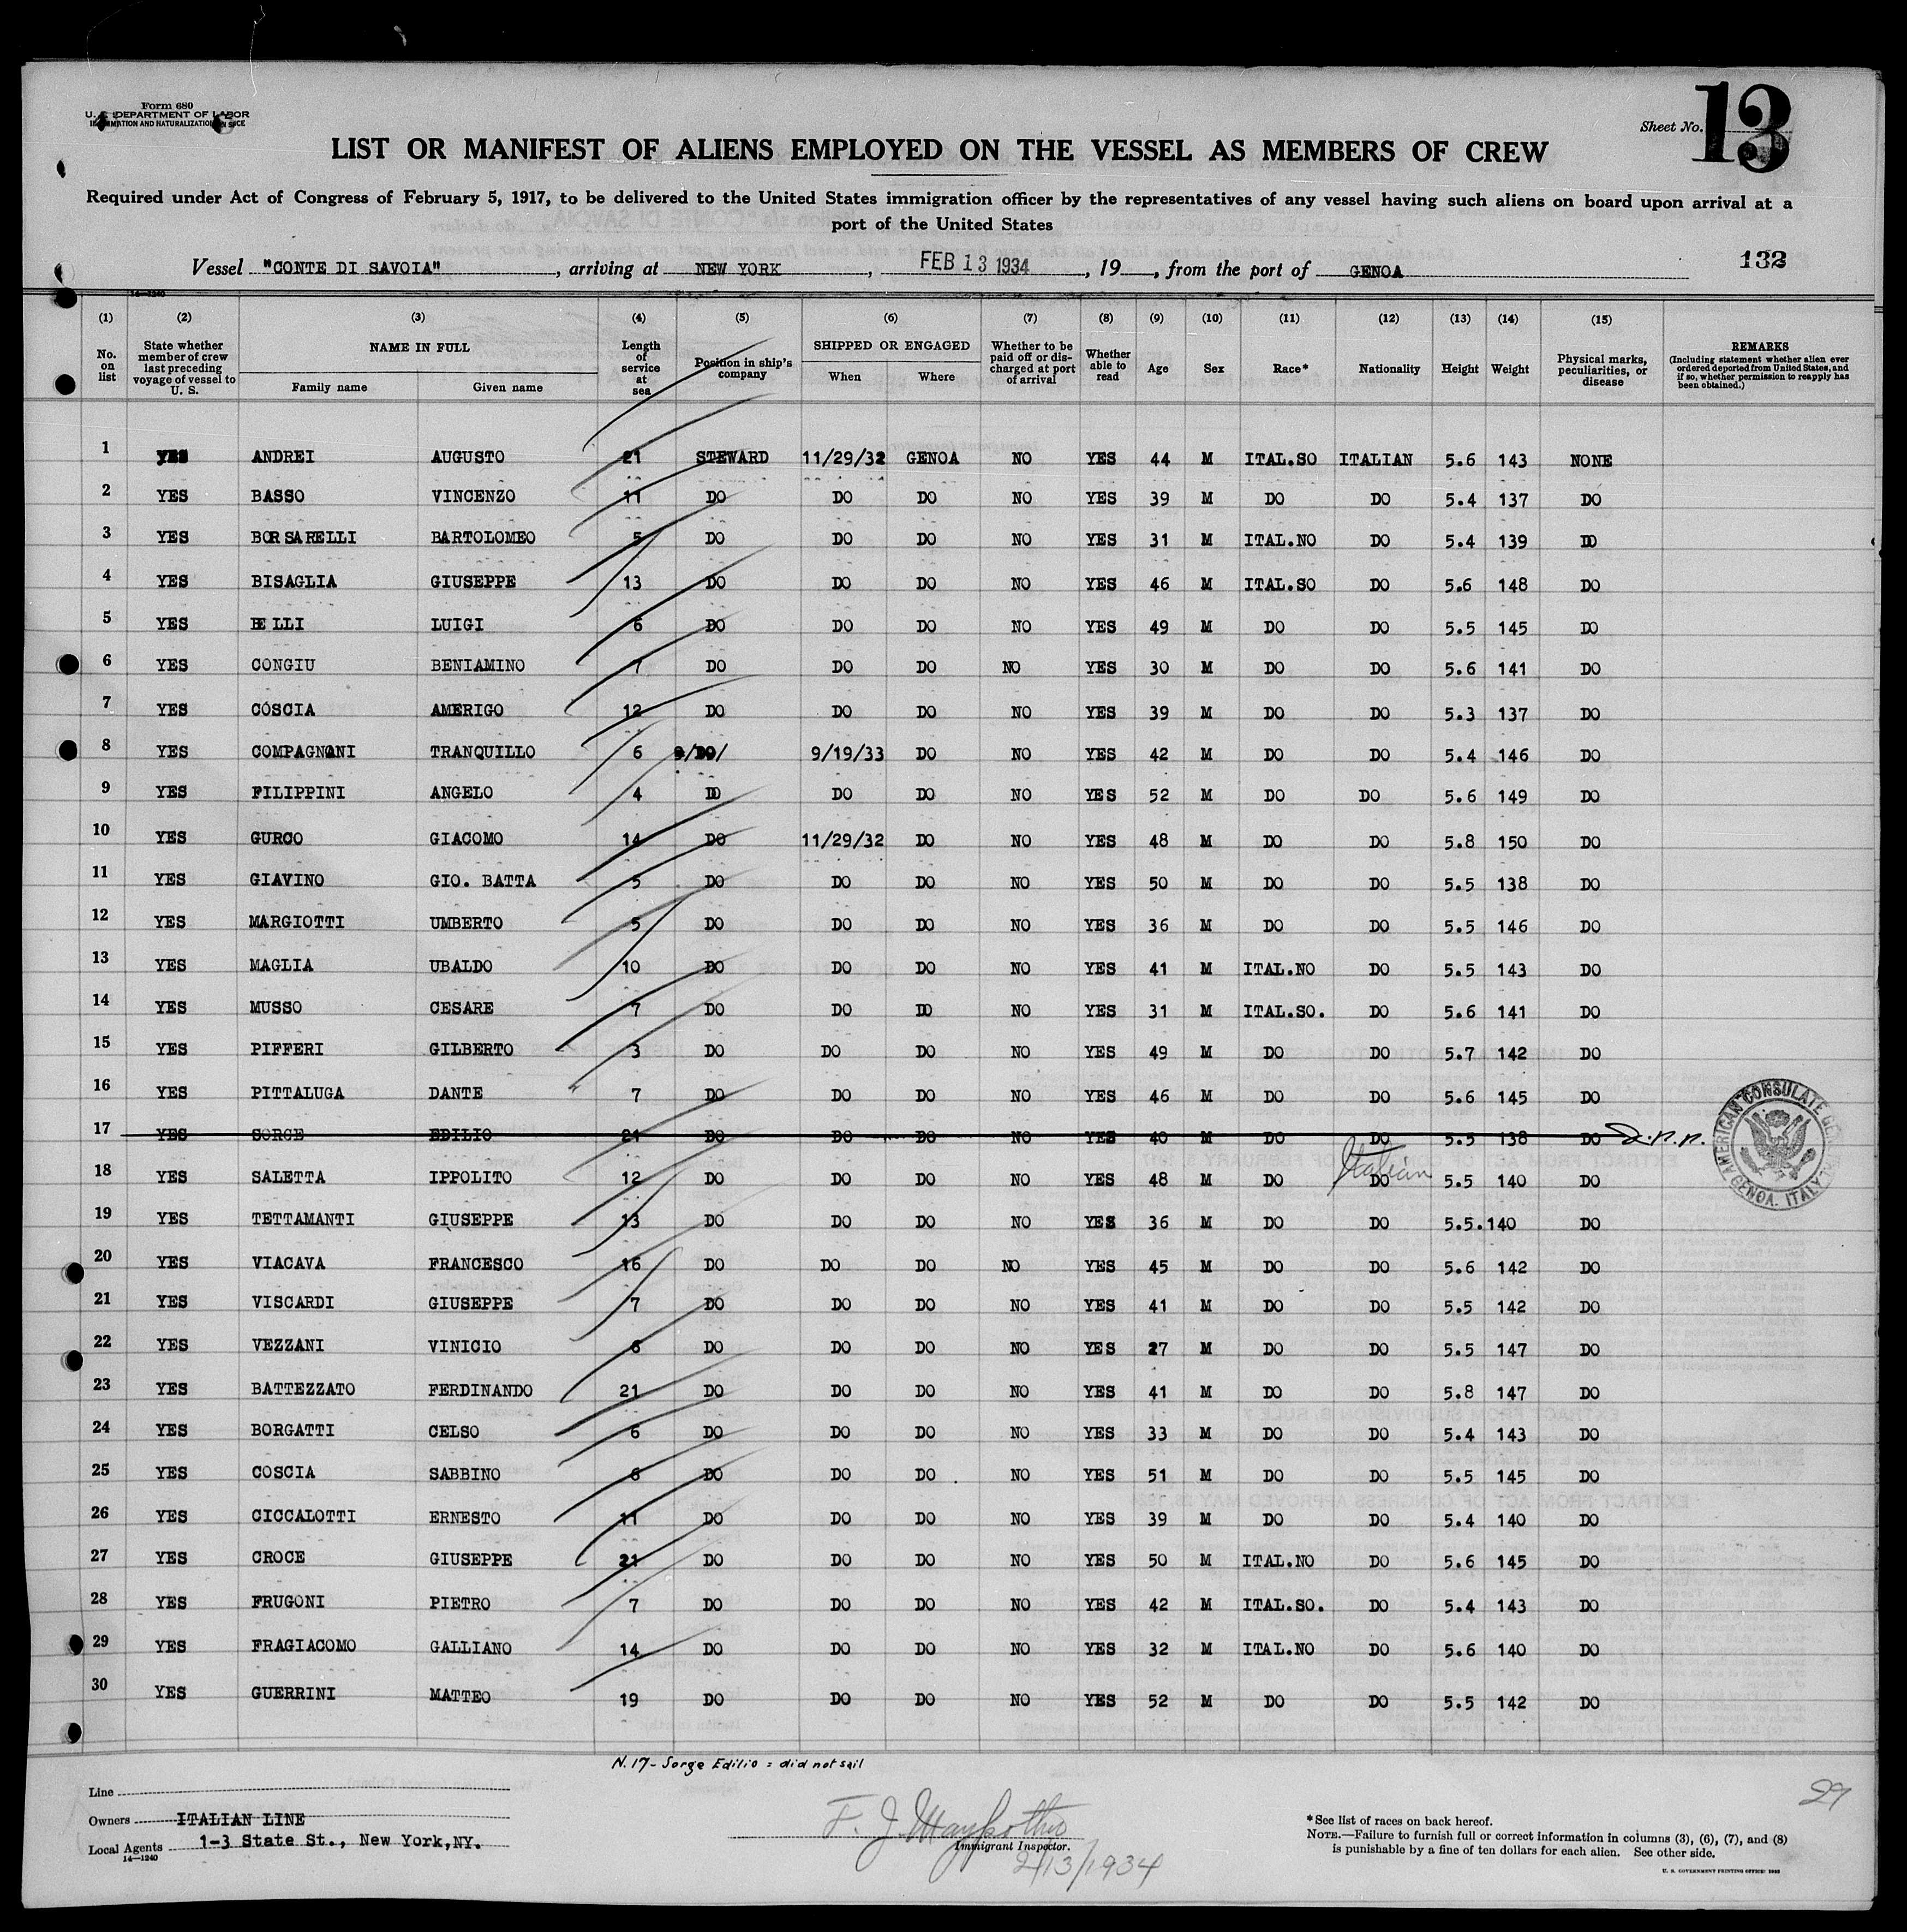 Form 680
U. S. DEPARTMENT OF LABOR
IMMIGRATION AND NATURALIZATION SERVICE
Sheet No. 13
LIST OR MANIFEST OF ALIENS EMPLOYED ON THE VESSEL AS MEMBERS OF CREW
Required under Act of Congress of February 5, 1917, to be delivered to the United States immigration officer by the representatives of any vessel having such aliens on board upon arrival at a
port of the United States
132
Vessel "CONTE DI SAVOIA", arriving at NEW YORK, FEB 13 1934, 19, from the port of GENOA
14—1240
(1) (2) (3) (4) (5) (6) (7) (8) (9) (10) (11) (12) (13) (14) (15)
No. on list State whether member of crew last preceding voyage of vessel to U. S. NAME IN FULL Family name Given name Length of service at sea Position in ship's company SHIPPED OR ENGAGED When Where Whether to be paid off or discharged at port of arrival Whether able to read Age Sex Race* Nationality Height Weight Physical marks, peculiarities, or disease REMARKS (Including statement whether alien ever ordered deported from United States, and if so, whether permission to reapply has been obtained.)
1 YES ANDREI AUGUSTO 21 STEWARD 11/29/32 GENOA NO YES 44 M ITAL.SO ITALIAN 5.6 143 NONE
2 YES BASSO VINCENZO 11 DO DO DO NO YES 39 M DO DO 5.4 137 DO
3 YES BORSARELLI BARTOLOMEO 5 DO DO DO NO YES 31 M ITAL.NO DO 5.4 139 DO
4 YES BISAGLIA GIUSEPPE 13 DO DO DO NO YES 46 M ITAL.SO DO 5.6 148 DO
5 YES BELLI LUIGI 6 DO DO DO NO YES 49 M DO DO 5.5 145 DO
6 YES CONGIU BENIAMINO 7 DO DO DO NO YES 30 M DO DO 5.6 141 DO
7 YES COSCIA AMERIGO 12 DO DO DO NO YES 39 M DO DO 5.3 137 DO
8 YES COMPAGNONI TRANQUILLO 6 DO 9/19/33 DO NO YES 42 M DO DO 5.4 146 DO
9 YES FILIPPINI ANGELO 4 DO DO DO NO YES 52 M DO DO 5.6 149 DO
10 YES GURCO GIACOMO 14 DO 11/29/32 DO NO YES 48 M DO DO 5.8 150 DO
11 YES GIAVINO GIO. BATTA 5 DO DO DO NO YES 50 M DO DO 5.5 138 DO
12 YES MARGIOTTI UMBERTO 5 DO DO DO NO YES 36 M DO DO 5.5 146 DO
13 YES MAGLIA UBALDO 10 DO DO DO NO YES 41 M ITAL.NO DO 5.5 143 DO
14 YES MUSSO CESARE 7 DO DO DO NO YES 31 M ITAL.SO. DO 5.6 141 DO
15 YES PIFFERI GILBERTO 3 DO DO DO NO YES 49 M DO DO 5.7 142 DO
16 YES PITTALUGA DANTE 7 DO DO DO NO YES 46 M DO DO 5.6 145 DO
17 YES SORGE EDILIO 21 DO DO DO NO YES 40 M DO DO 5.5 138 DO
18 YES SALETTA IPPOLITO 12 DO DO DO NO YES 48 M DO DO Italian 5.5 140 DO
19 YES TETTAMANTI GIUSEPPE 13 DO DO DO NO YES 36 M DO DO 5.5.140 DO
20 YES VIACAVA FRANCESCO 16 DO DO DO NO YES 45 M DO DO 5.6 142 DO
21 YES VISCARDI GIUSEPPE 7 DO DO DO NO YES 41 M DO DO 5.5 142 DO
22 YES VEZZANI VINICIO 6 DO DO DO NO YES 27 M DO DO 5.5 147 DO
23 YES BATTEZZATO FERDINANDO 21 DO DO DO NO YES 41 M DO DO 5.8 147 DO
24 YES BORGATTI CELSO 6 DO DO DO NO YES 33 M DO DO 5.4 143 DO
25 YES COSCIA SABBINO 6 DO DO DO NO YES 51 M DO DO 5.5 145 DO
26 YES CICCALOTTI ERNESTO 11 DO DO DO NO YES 39 M DO DO 5.4 140 DO
27 YES CROCE GIUSEPPE 21 DO DO DO NO YES 50 M ITAL.NO DO 5.6 145 DO
28 YES FRUGONI PIETRO 7 DO DO DO NO YES 42 M ITAL.SO. DO 5.4 143 DO
29 YES FRAGIACOMO GALLIANO 14 DO DO DO NO YES 32 M ITAL.NO DO 5.6 140 DO
30 YES GUERRINI MATTEO 19 DO DO DO NO YES 52 M DO DO 5.5 142 DO
AMERICAN CONSULATE GENOA, ITALY
N. 17 - Sorge Edilio = did not sail
29
Line
Owners ITALIAN LINE
Local Agents 1-3 State St., New York,NY.
14—1240
F. J.
Immigrant Inspector.
2/13/1934
*See list of races on back hereof.
NOTE.—Failure to furnish full or correct information in columns (3), (6), (7), and (8)
is punishable by a fine of ten dollars for each alien. See other side.
U. S. GOVERNMENT PRINTING OFFICE